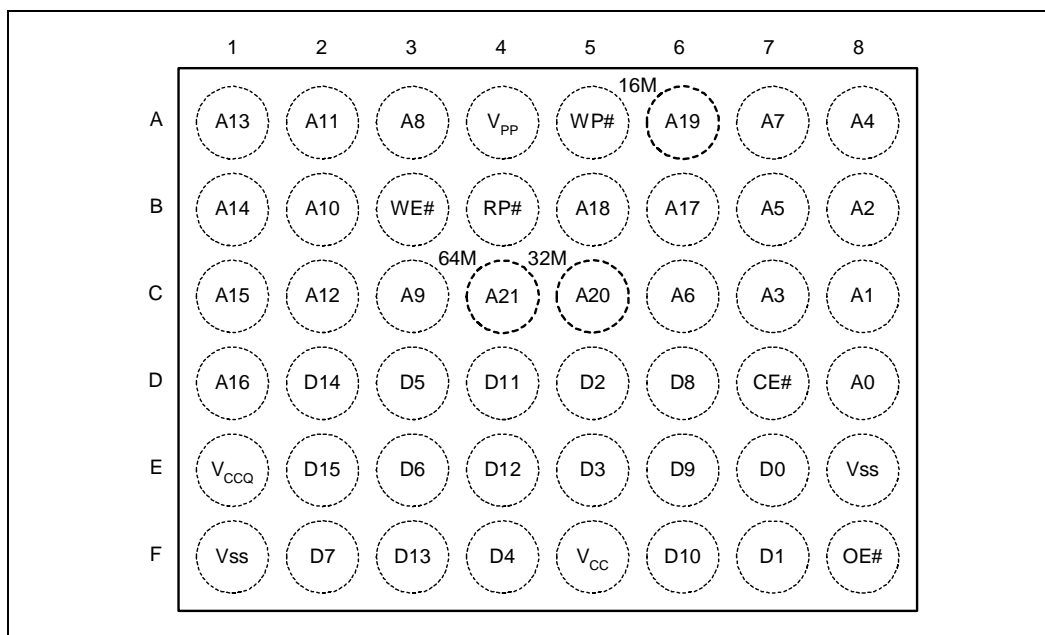 1 2 3 4 5 6 7 8
16M
A A13 A11 A8 VPP WP# A19 A7 A4
B A14 A10 WE# RP# A18 A17 A5 A2
64M 32M
C A15 A12 A9 A21 A20 A6 A3 A1
D A16 D14 D5 D11 D2 D8 CE# A0
E VCCQ D15 D6 D12 D3 D9 D0 Vss
F Vss D7 D13 D4 VCC D10 D1 OE#